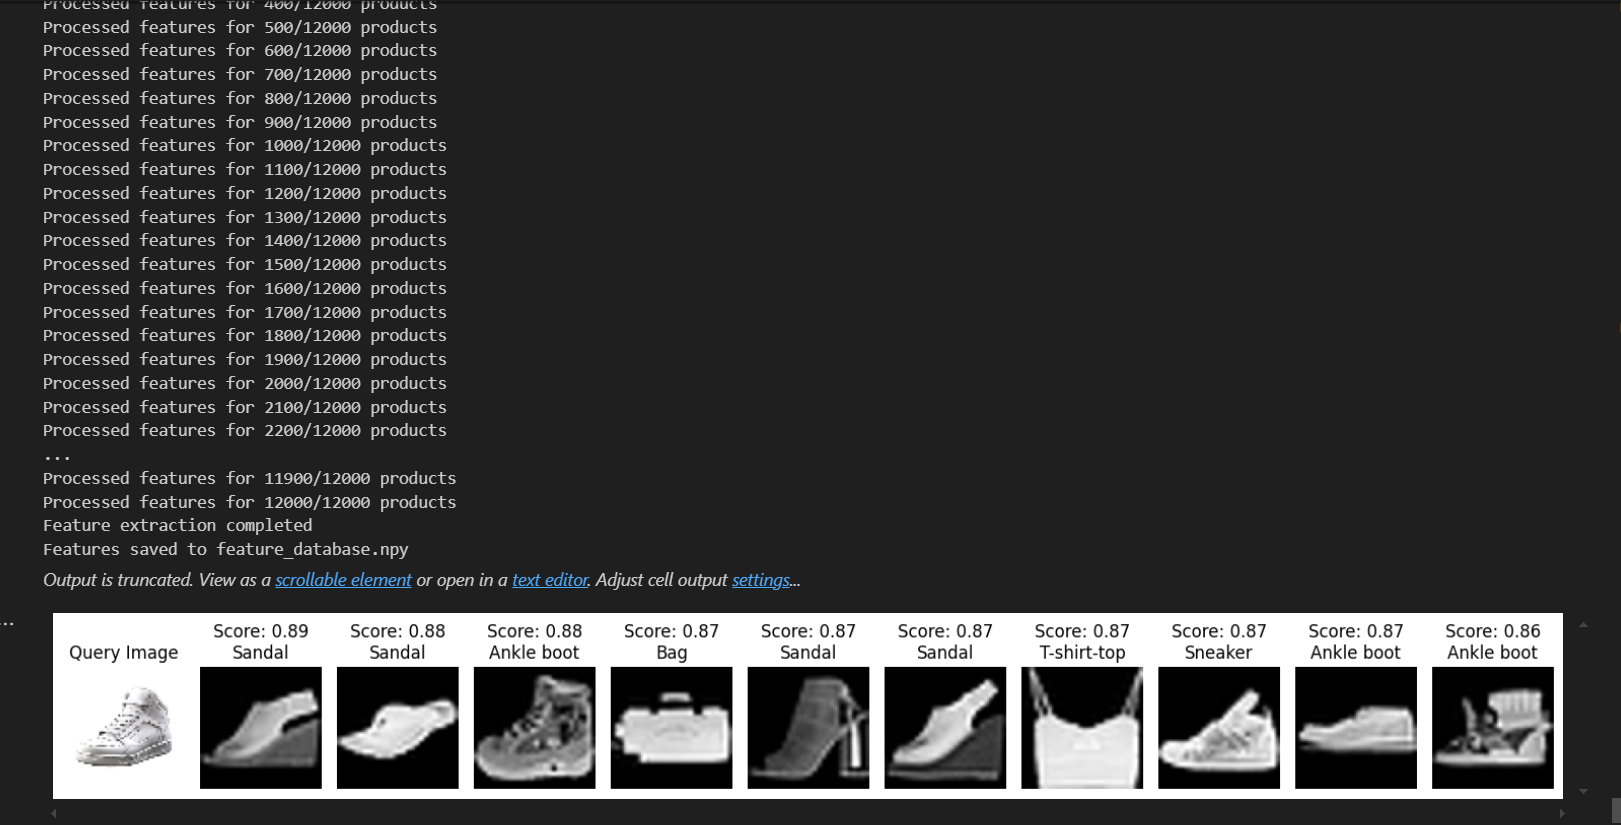 Processed features for 400/12000 products
Processed features for 500/12000 products
Processed features for 600/12000 products
Processed features for 700/12000 products
Processed features for 800/12000 products
Processed features for 900/12000 products
Processed features for 1000/12000 products
Processed features for 1100/12000 products
Processed features for 1200/12000 products
Processed features for 1300/12000 products
Processed features for 1400/12000 products
Processed features for 1500/12000 products
Processed features for 1600/12000 products
Processed features for 1700/12000 products
Processed features for 1800/12000 products
Processed features for 1900/12000 products
Processed features for 2000/12000 products
Processed features for 2100/12000 products
Processed features for 2200/12000 products
...
Processed features for 11900/12000 products
Processed features for 12000/12000 products
Feature extraction completed
Features saved to feature_database.npy
Output is truncated. View as a scrollable element or open in a text editor. Adjust cell output settings...
...
Query Image
Score: 0.89
Sandal
Score: 0.88
Sandal
Score: 0.88
Ankle boot
Score: 0.87
Bag
Score: 0.87
Sandal
Score: 0.87
Sandal
Score: 0.87
T-shirt-top
Score: 0.87
Sneaker
Score: 0.87
Ankle boot
Score: 0.86
Ankle boot